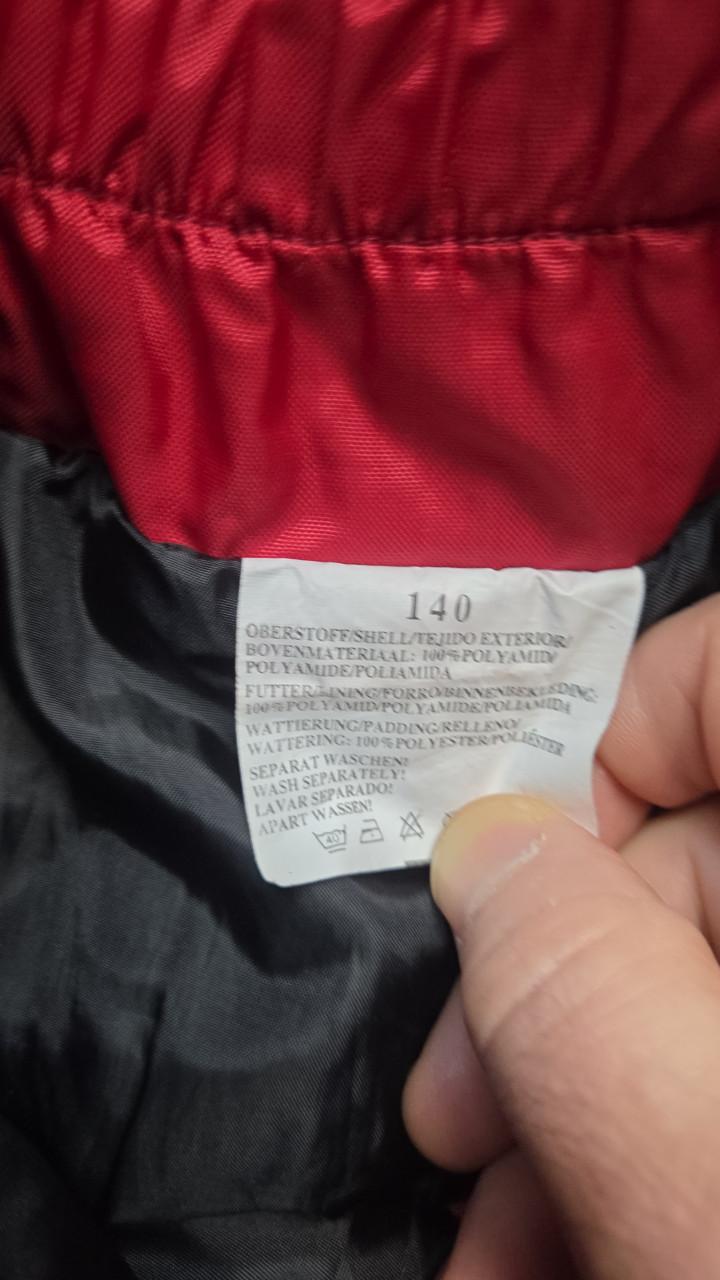 140
OBERSTOFF/SHELL/TEJIDO EXTERIOR/
BOVENMATERIAAL: 100%POLYAMID/
POLYAMIDE/POLIAMIDA
FUTTER/LINING/FORRO/BINNENBEKLEDING:
100%POLYAMID/POLYAMIDE/POLIAMIDA
WATTIERUNG/PADDING/RELLENO/
WATTERING: 100%POLYESTER/POLIÉSTER
SEPARAT WASCHEN!
WASH SEPARATELY!
LAVAR SEPARADO!
APART WASSEN!
40